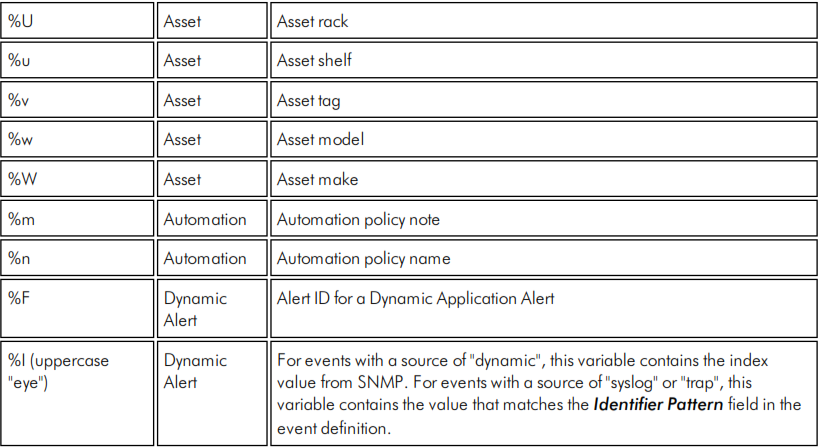 %U Asset Asset rack
%u Asset Asset shelf
%v Asset Asset tag
%w Asset Asset model
%W Asset Asset make
%m Automation Automation policy note
%n Automation Automation policy name
%F Dynamic Alert ID for a Dynamic Application Alert
Alert
%I (uppercase Dynamic For events with a source of "dynamic", this variable contains the index
"eye") Alert value from SNMP. For events with a source of "syslog" or "trap", this
variable contains the value that matches the Identifier Pattern field in the
event definition.